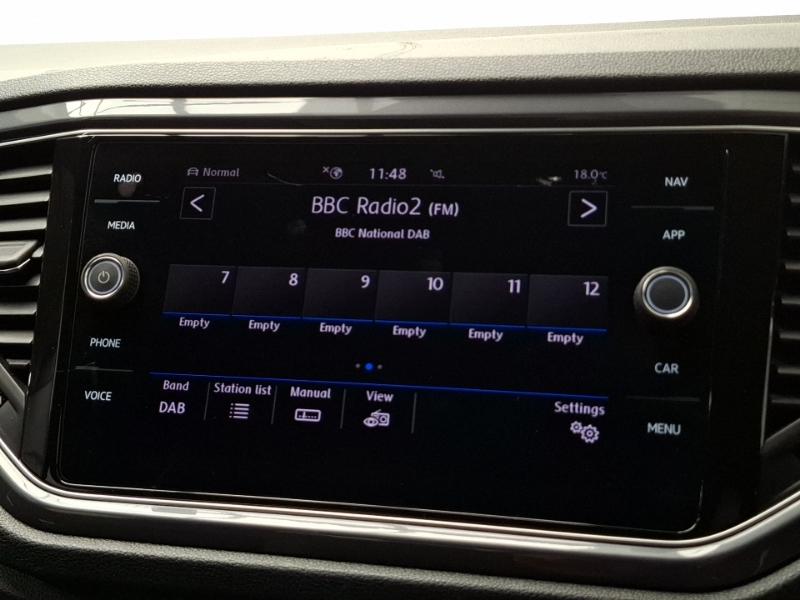 RADIO
Normal
11:48
18.0°C
NAV
MEDIA
BBC Radio2 (FM)
APP
BBC National DAB
7 8 9 10 11 12
Empty Empty Empty Empty Empty Empty
PHONE
CAR
VOICE
Band Station list Manual View Settings
DAB
MENU